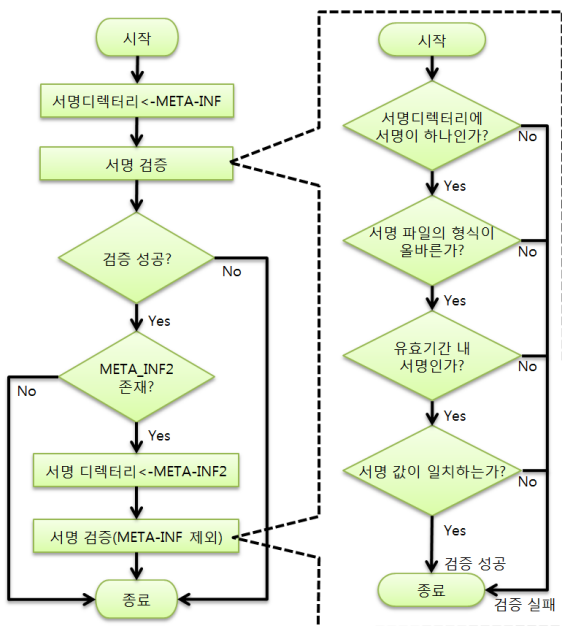 시작
서명디렉터리<-META-INF
서명 검증
검증 성공?
No
Yes
META_INF2
존재?
No
Yes
서명 디렉터리<-META-INF2
서명 검증(META-INF 제외)
종료
시작
서명디렉터리에
서명이 하나인가?
No
Yes
서명 파일의 형식이
올바른가?
No
Yes
유효기간 내
서명인가?
No
Yes
서명 값이 일치하는가?
No
Yes
검증 성공
종료
검증 실패